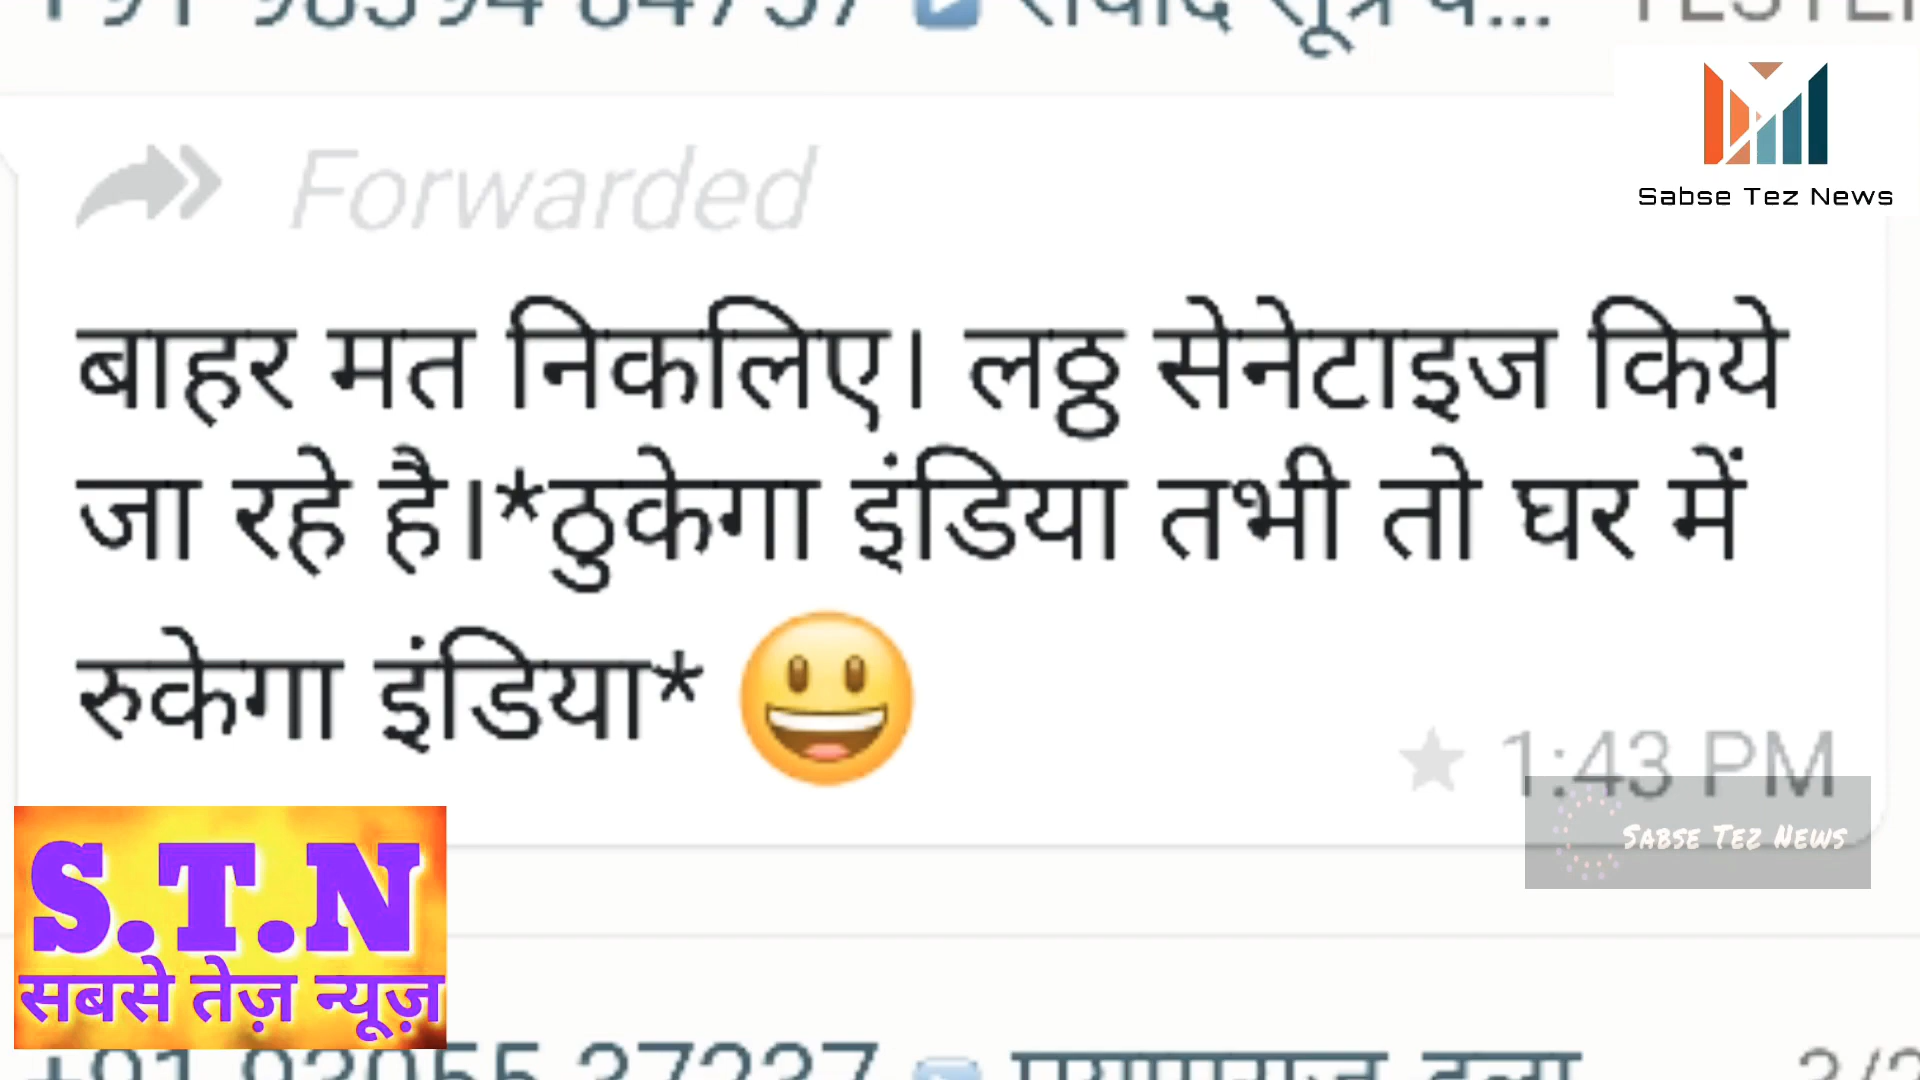 Sabse Tez News
Forwarded
बाहर मत निकलिए। लठ्ठ सेनेटाइज किये
जा रहे है।*ठुकेगा इंडिया तभी तो घर में
रुकेगा इंडिया* 😃
1:43 PM
Sabse Tez News
S.T.N
सबसे तेज़ न्यूज़